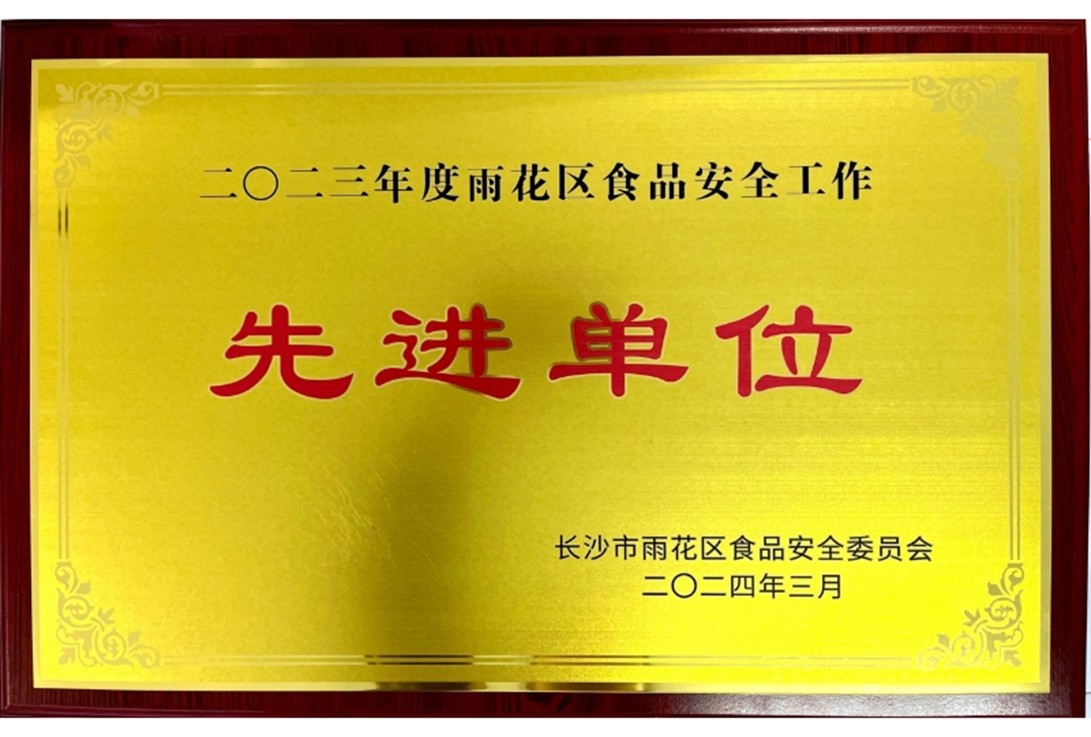 二〇二三年度雨花区食品安全工作
先进单位
长沙市雨花区食品安全委员会
二〇二四年三月